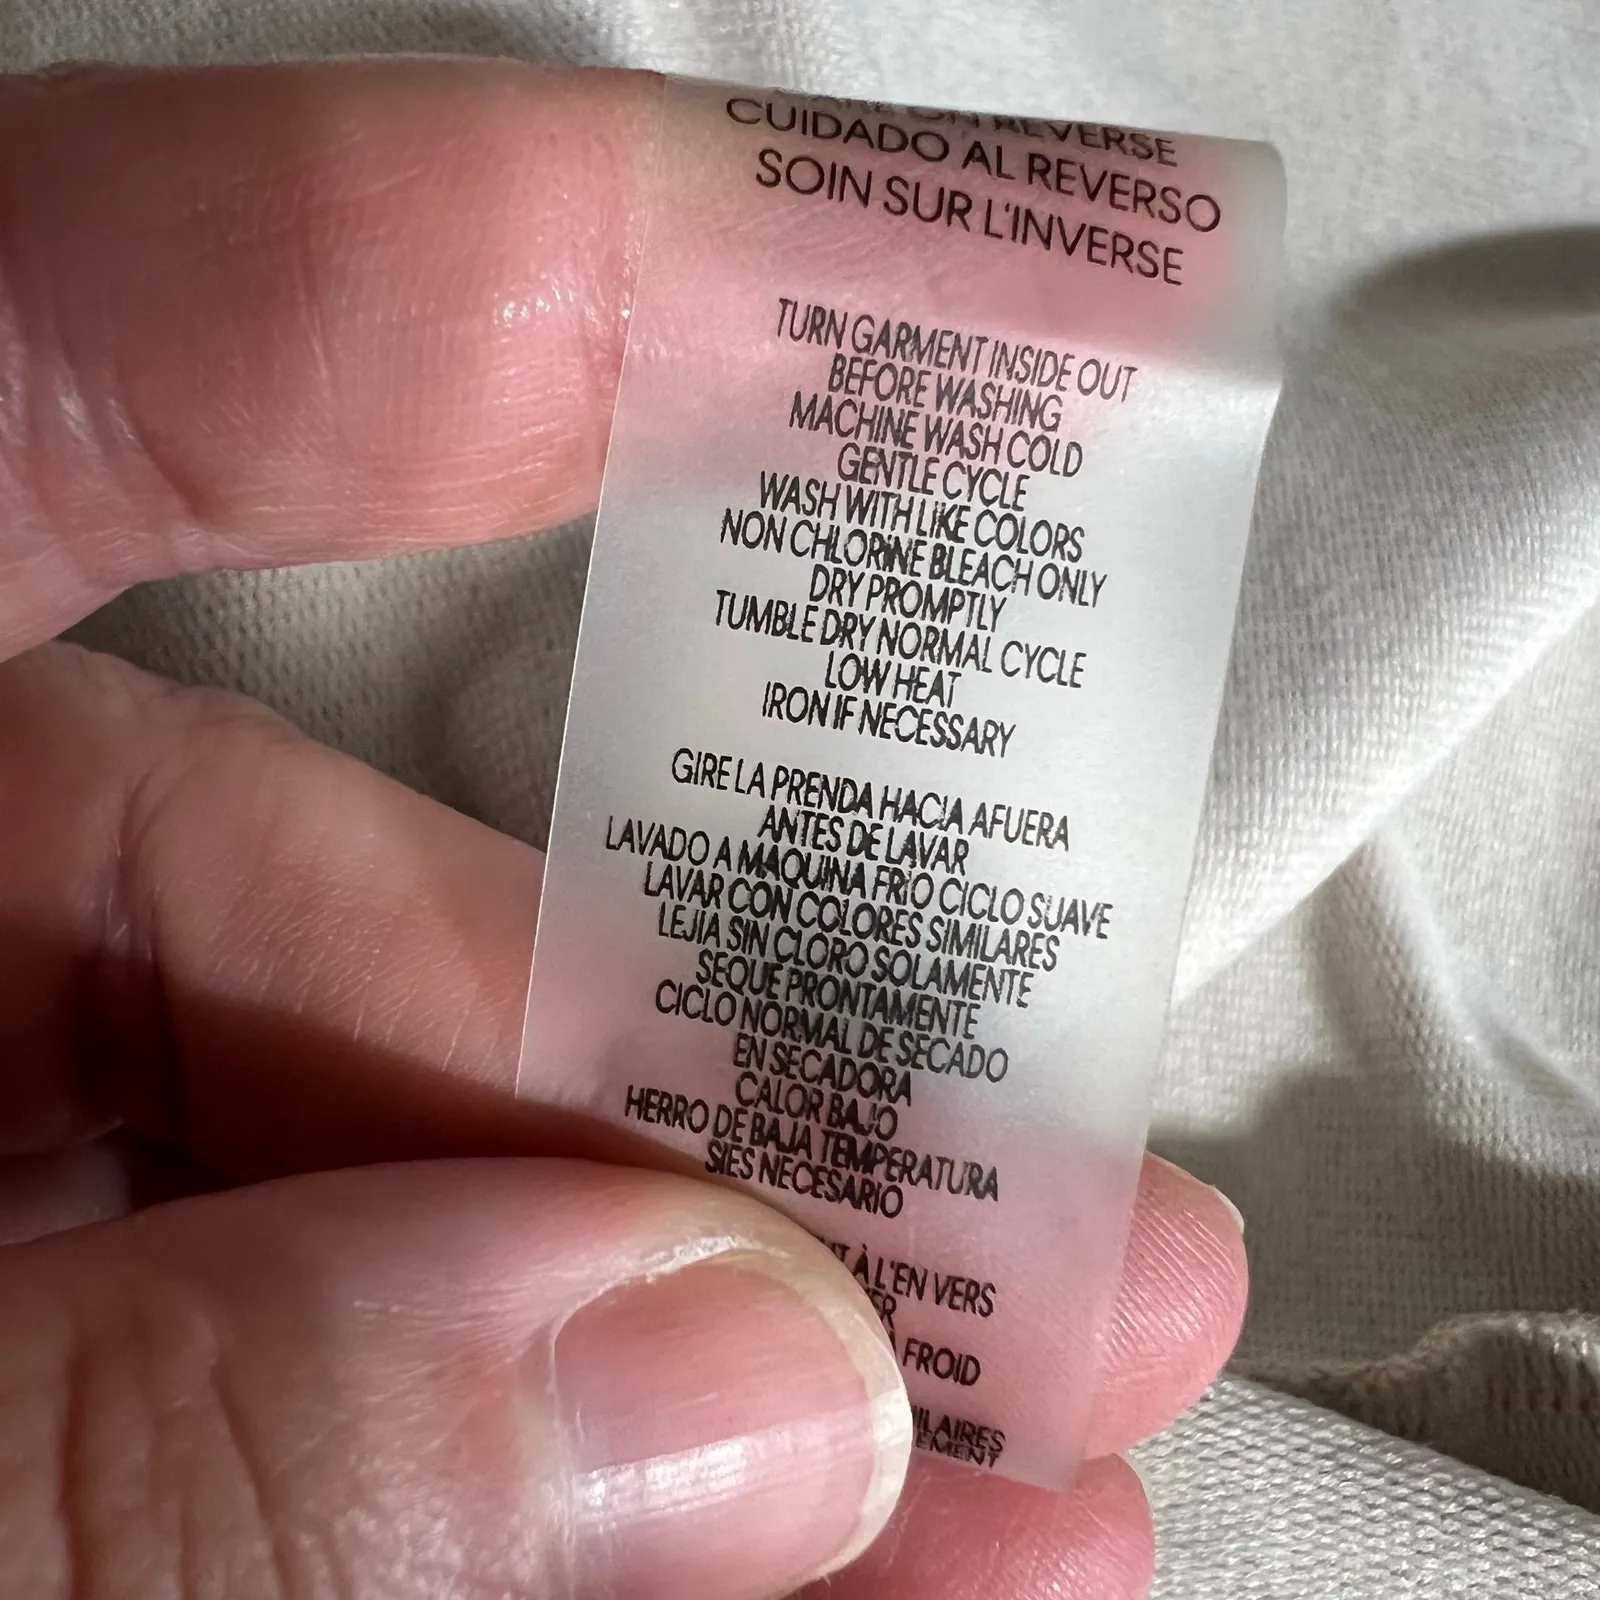 REVERSE
CUIDADO AL REVERSO
SOIN SUR L'INVERSE
TURN GARMENT INSIDE OUT
BEFORE WASHING
MACHINE WASH COLD
GENTLE CYCLE
WASH WITH LIKE COLORS
NON CHLORINE BLEACH ONLY
DRY PROMPTLY
TUMBLE DRY NORMAL CYCLE
LOW HEAT
IRON IF NECESSARY
GIRE LA PRENDA HACIA AFUERA
ANTES DE LAVAR
LAVADO A MAQUINA FRIO CICLO SUAVE
LAVAR CON COLORES SIMILARES
LEJIA SIN CLORO SOLAMENTE
SEQUE PRONTAMENTE
CICLO NORMAL DE SECADO
EN SECADORA
CALOR BAJO
HERRO DE BAJA TEMPERATURA
SIES NECESARIO
À L'EN VERS
FROID